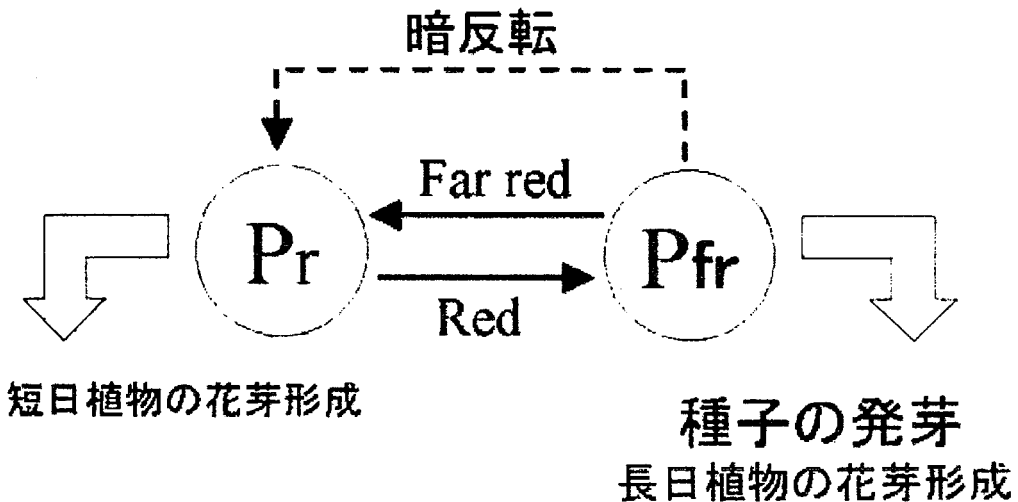 暗反転
Far red
Pr
Pfr
Red
短日植物の花芽形成
種子の発芽
長日植物の花芽形成